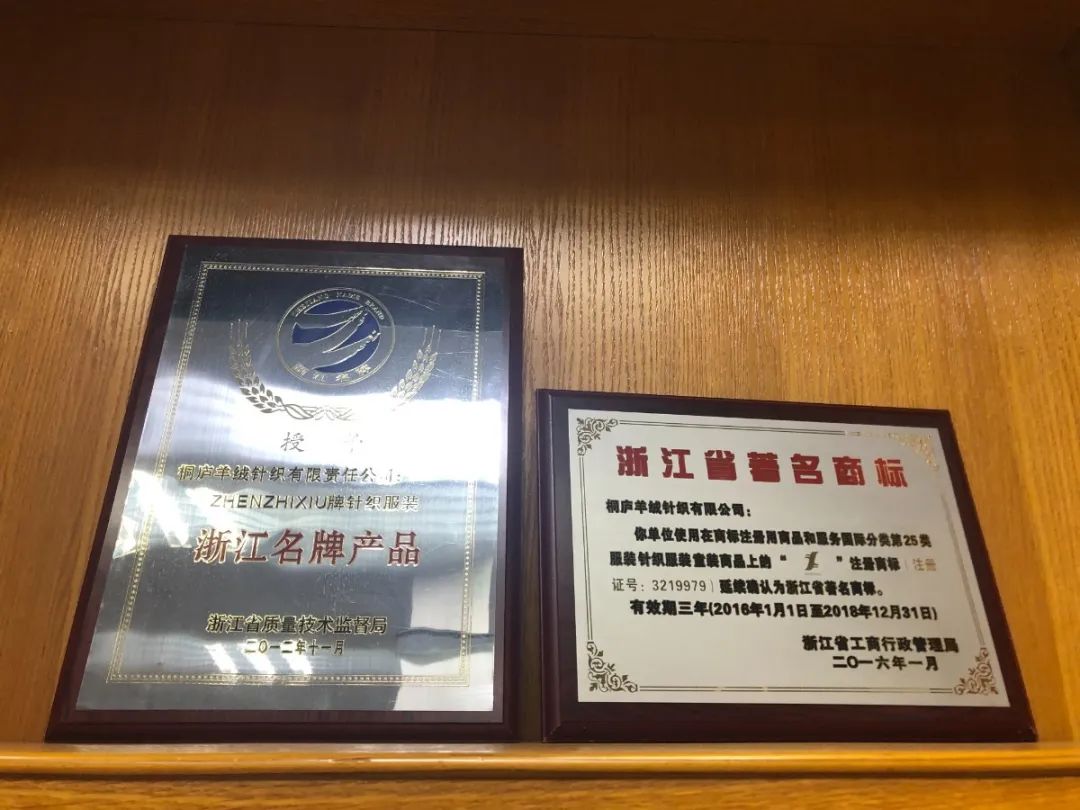 ZHEJIANG NAME BRAND
浙江名牌
授 予
桐庐羊绒针织有限责任公司:
ZHENZHIXIU牌针织服装
浙江名牌产品
浙江省质量技术监督局
二〇一二年十一月
浙江省著名商标
桐庐羊绒针织有限公司:
你单位使用在商标注册用商品和服务国际分类第25类
服装针织服装童装商品上的“ ”注册商标(注册
证号:3219979)延续确认为浙江省著名商标。
有效期三年(2016年1月1日至2018年12月31日)
浙江省工商行政管理局
二〇一六年一月